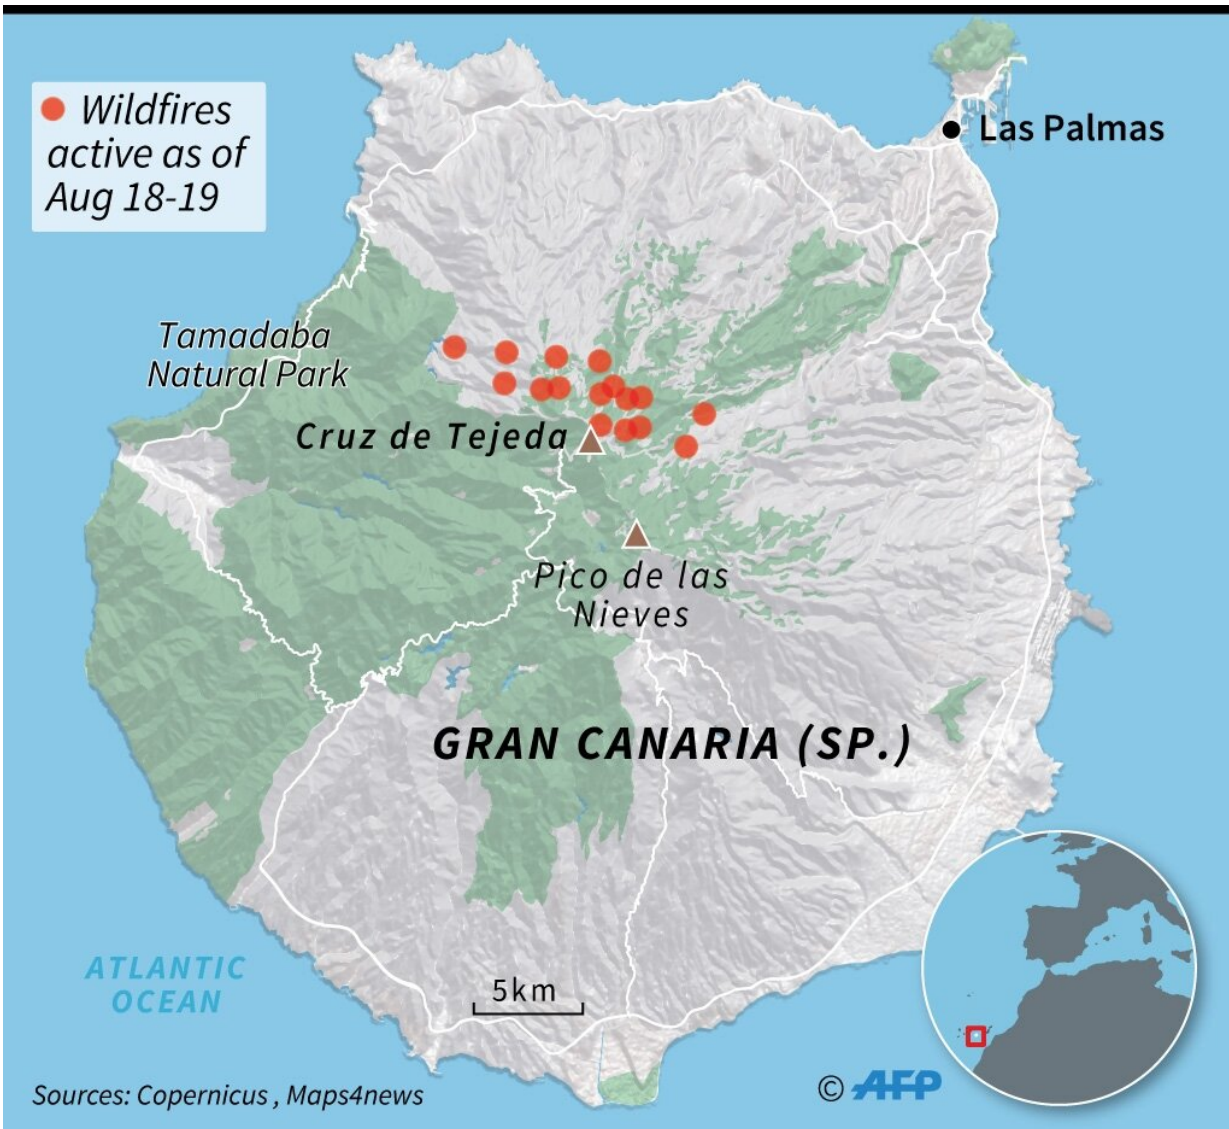 Wildfires
active as of
Aug 18-19
Las Palmas
Tamadaba
Natural Park
Cruz de Tejeda
Pico de las
Nieves
GRAN CANARIA (SP.)
ATLANTIC
OCEAN
5km
Sources: Copernicus , Maps4news
© AFP